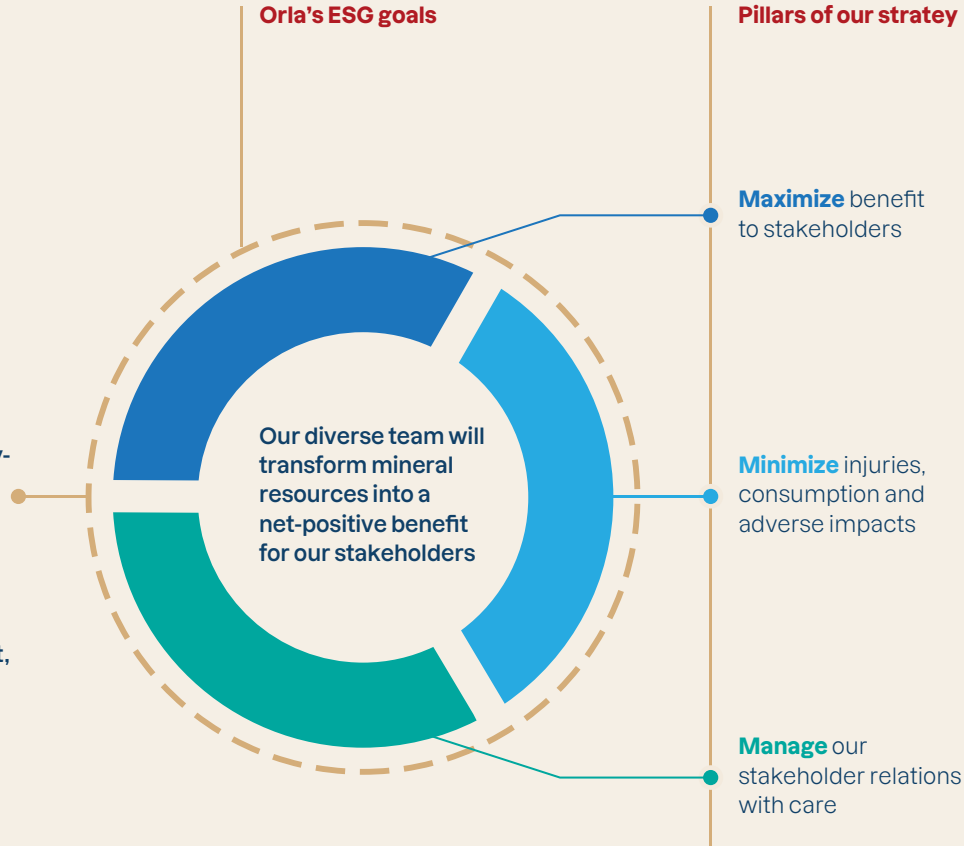 Orla's ESG goals
Pillars of our stratey
Maximize benefit
to stakeholders
Our diverse team will
transform mineral
resources into a
net-positive benefit
for our stakeholders
Minimize injuries,
consumption and
adverse impacts
Manage our
stakeholder relations
with care